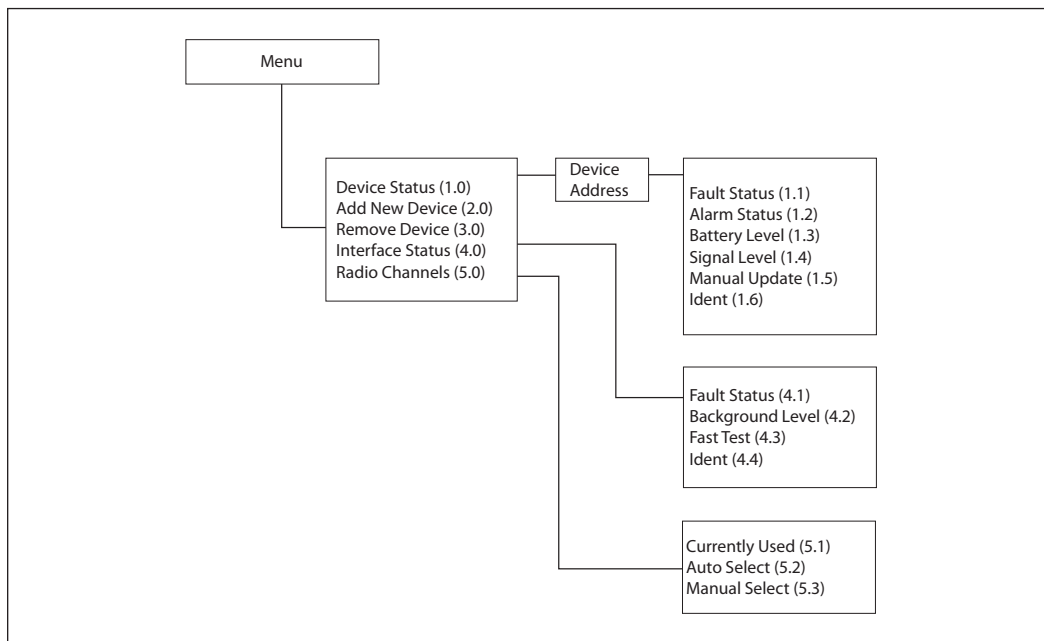 Menu
Device Status (1.0)
Add New Device (2.0)
Remove Device (3.0)
Interface Status (4.0)
Radio Channels (5.0)
Device
Address
Fault Status (1.1)
Alarm Status (1.2)
Battery Level (1.3)
Signal Level (1.4)
Manual Update (1.5)
Ident (1.6)
Fault Status (4.1)
Background Level (4.2)
Fast Test (4.3)
Ident (4.4)
Currently Used (5.1)
Auto Select (5.2)
Manual Select (5.3)